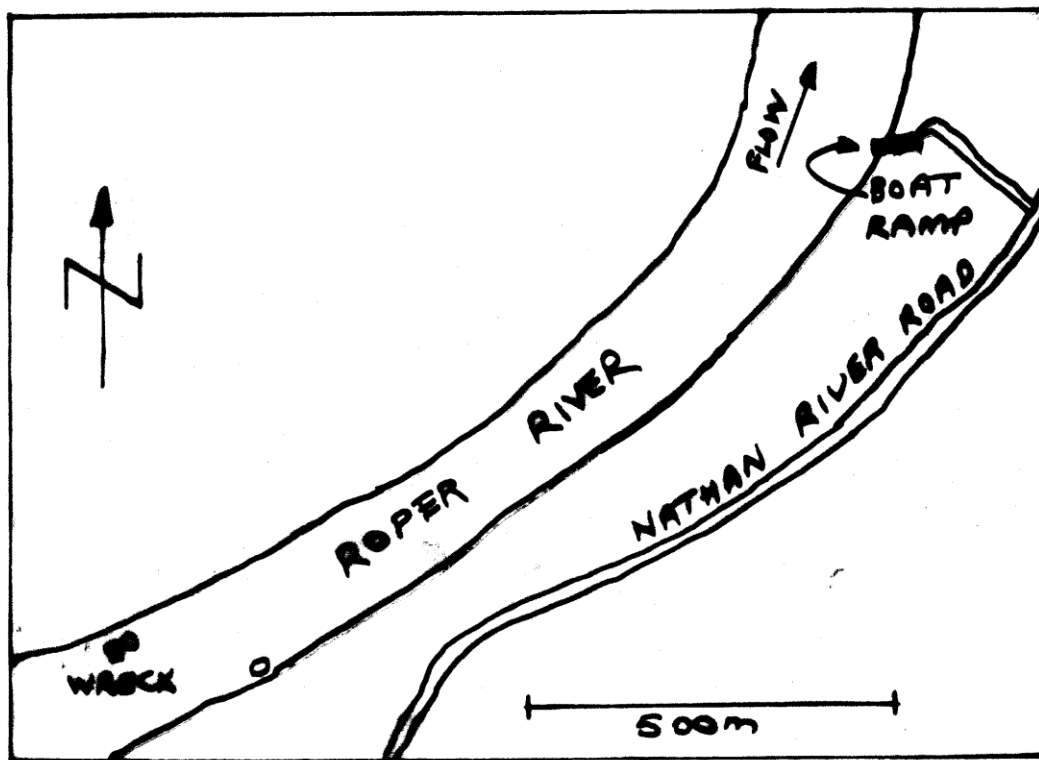 FLOW
BOAT
RAMP
N
ROPER RIVER
NATHAN RIVER ROAD
WRECK
500m